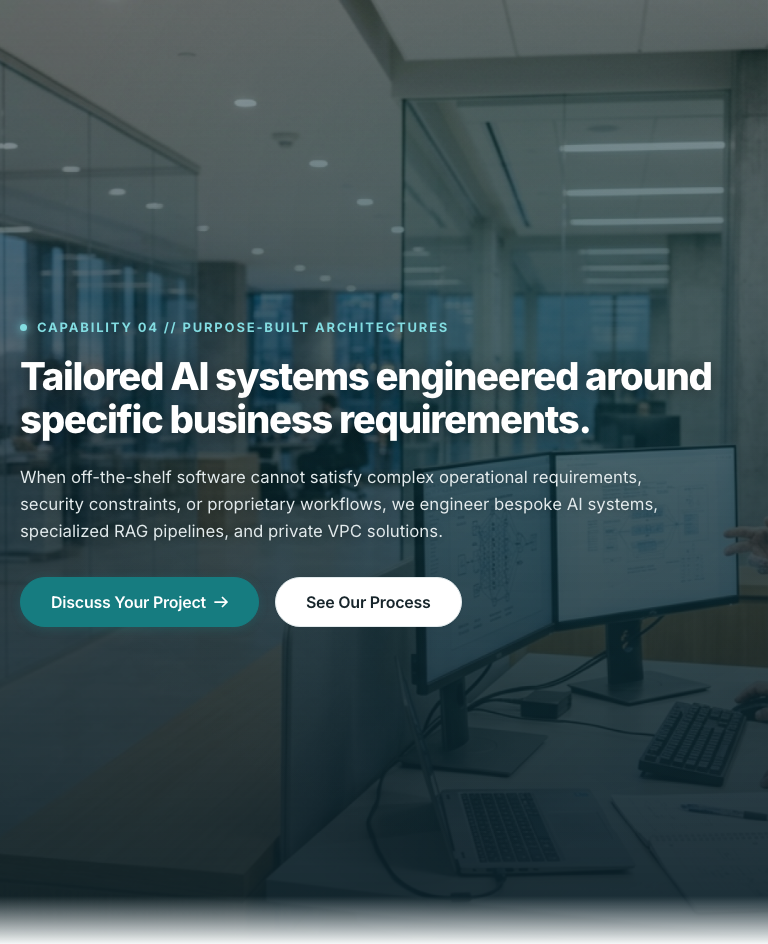 CAPABILITY 04 // PURPOSE-BUILT ARCHITECTURES
Tailored AI systems engineered around
specific business requirements.
When off-the-shelf software cannot satisfy complex operational requirements,
security constraints, or proprietary workflows, we engineer bespoke AI systems,
specialized RAG pipelines, and private VPC solutions.
Discuss Your Project →
See Our Process